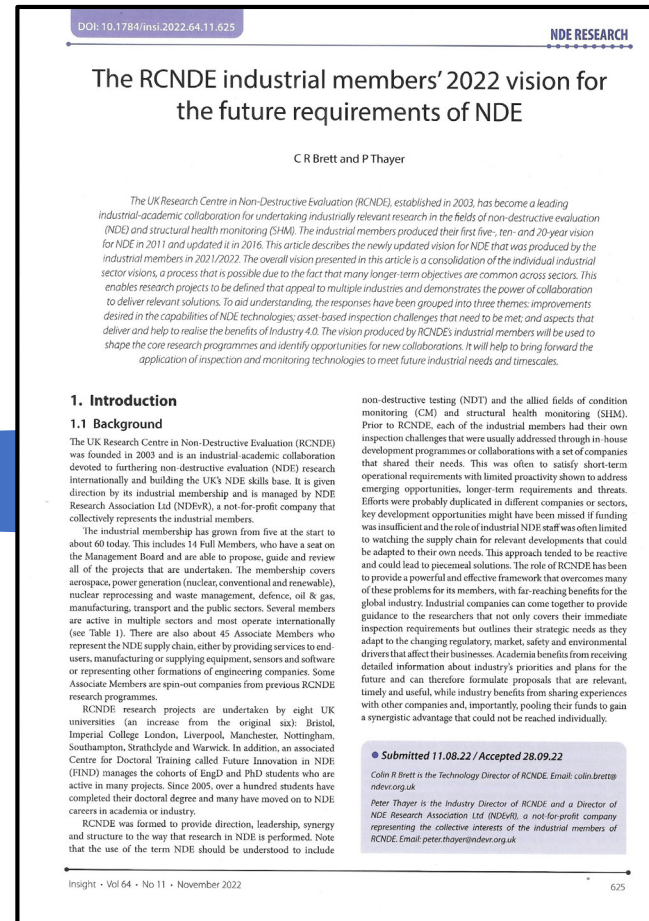 DOI: 10.1784/insi.2022.64.11.625
NDE RESEARCH
The RCNDE industrial members' 2022 vision for
the future requirements of NDE
C R Brett and P Thayer
The UK Research Centre in Non-Destructive Evaluation (RCNDE), established in 2003, has become a leading
industrial-academic collaboration for undertaking industrially relevant research in the fields of non-destructive evaluation
(NDE) and structural health monitoring (SHM). The industrial members produced their first five-, ten- and 20-year vision
for NDE in 2011 and updated it in 2016. This article describes the newly updated vision for NDE that was produced by the
industrial members in 2021/2022. The overall vision presented in this article is a consolidation of the individual industrial
sector visions, a process that is possible due to the fact that many longer-term objectives are common across sectors. This
enables research projects to be defined that appeal to multiple industries and demonstrates the power of collaboration
to deliver relevant solutions. To aid understanding, the responses have been grouped into three themes: improvements
desired in the capabilities of NDE technologies; asset-based inspection challenges that need to be met; and aspects that
deliver and help to realise the benefits of Industry 4.0. The vision produced by RCNDE's industrial members will be used to
shape the core research programmes and identify opportunities for new collaborations. It will help to bring forward the
application of inspection and monitoring technologies to meet future industrial needs and timescales.
1. Introduction
1.1 Background
The UK Research Centre in Non-Destructive Evaluation (RCNDE)
was founded in 2003 and is an industrial-academic collaboration
devoted to furthering non-destructive evaluation (NDE) research
internationally and building the UK's NDE skills base. It is given
direction by its industrial membership and is managed by NDE
Research Association Ltd (NDEvR), a not-for-profit company that
collectively represents the industrial members.
The industrial membership has grown from five at the start to
about 60 today. This includes 14 Full Members, who have a seat on
the Management Board and are able to propose, guide and review
all of the projects that are undertaken. The membership covers
aerospace, power generation (nuclear, conventional and renewable),
nuclear reprocessing and waste management, defence, oil & gas,
manufacturing, transport and the public sectors. Several members
are active in multiple sectors and most operate internationally
(see Table 1). There are also about 45 Associate Members who
represent the NDE supply chain, either by providing services to end-
users, manufacturing or supplying equipment, sensors and software
or representing other formations of engineering companies. Some
Associate Members are spin-out companies from previous RCNDE
research programmes.
RCNDE research projects are undertaken by eight UK
universities (an increase from the original six): Bristol,
Imperial College London, Liverpool, Manchester, Nottingham,
Southampton, Strathclyde and Warwick. In addition, an associated
Centre for Doctoral Training called Future Innovation in NDE
(FIND) manages the cohorts of EngD and PhD students who are
active in many projects. Since 2005, over a hundred students have
completed their doctoral degree and many have moved on to NDE
careers in academia or industry.
RCNDE was formed to provide direction, leadership, synergy
and structure to the way that research in NDE is performed. Note
that the use of the term NDE should be understood to include
non-destructive testing (NDT) and the allied fields of condition
monitoring (CM) and structural health monitoring (SHM).
Prior to RCNDE, each of the industrial members had their own
inspection challenges that were usually addressed through in-house
development programmes or collaborations with a set of companies
that shared their needs. This was often to satisfy short-term
operational requirements with limited proactivity shown to address
emerging opportunities, longer-term requirements and threats.
Efforts were probably duplicated in different companies or sectors,
key development opportunities might have been missed if funding
was insufficient and the role of industrial NDE staff was often limited
to watching the supply chain for relevant developments that could
be adapted to their own needs. This approach tended to be reactive
and could lead to piecemeal solutions. The role of RCNDE has been
to provide a powerful and effective framework that overcomes many
of these problems for its members, with far-reaching benefits for the
global industry. Industrial companies can come together to provide
guidance to the researchers that not only covers their immediate
inspection requirements but outlines their strategic needs as they
adapt to the changing regulatory, market, safety and environmental
drivers that affect their businesses. Academia benefits from receiving
detailed information about industry's priorities and plans for the
future and can therefore formulate proposals that are relevant,
timely and useful, while industry benefits from sharing experiences
with other companies and, importantly, pooling their funds to gain
a synergistic advantage that could not be reached individually.
Submitted 11.08.22 / Accepted 28.09.22
Colin R Brett is the Technology Director of RCNDE. Email: colin.brett@
ndevr.org.uk
Peter Thayer is the Industry Director of RCNDE and a Director of
NDE Research Association Ltd (NDEvR), a not-for-profit company
representing the collective interests of the industrial members of
RCNDE. Email: peter.thayer@ndevr.org.uk
Insight • Vol 64 • No 11 • November 2022
625